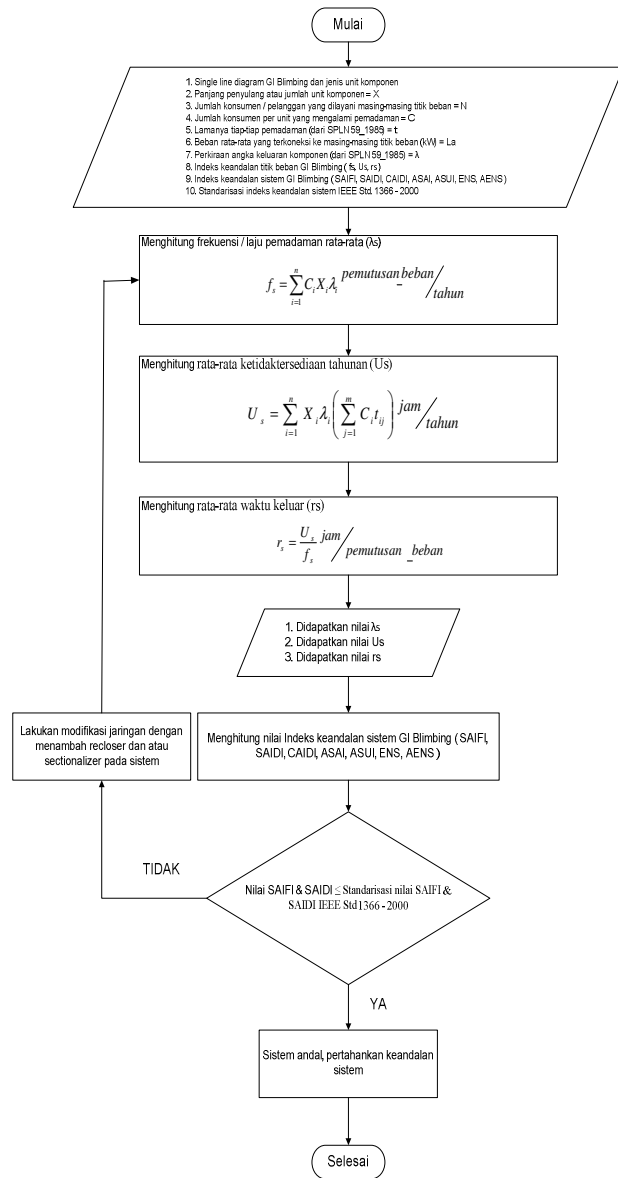 Mulai
1. Single line diagram GI Blimbing dan jenis unit komponen
2. Panjang penyulang atau jumlah unit komponen = X
3. Jumlah konsumen / pelanggan yang dilayani masing-masing titik beban = N
4. Jumlah konsumen per unit yang mengalami pemadaman = C
5. Lamanya tiap-tiap pemadaman (dari SPLN 59_1985) = t
6. Beban rata-rata yang terkoneksi ke masing-masing titik beban (kW) = La
7. Perkiraan angka keluaran komponen (dari SPLN 59_1985) = λ
8. Indeks keandalan titik beban GI Blimbing (fs, Us, rs)
9. Indeks keandalan sistem GI Blimbing (SAIFI, SAIDI, CAIDI, ASAI, ASUI, ENS, AENS)
10. Standarisasi indeks keandalan sistem IEEE Std. 1366 - 2000
Menghitung frekuensi / laju pemadaman rata-rata (λs)
f_s = \sum_{i=1}^{n} C_i X_i λ_i pemutusan_beban/tahun
Menghitung rata-rata ketidaktersediaan tahunan (Us)
U_s = \sum_{i=1}^{n} X_i λ_i ( \sum_{j=1}^{m} C_i t_{ij} ) jam/tahun
Menghitung rata-rata waktu keluar (rs)
r_s = \frac{U_s}{f_s} jam/pemutusan_beban
1. Didapatkan nilai λs
2. Didapatkan nilai Us
3. Didapatkan nilai rs
Lakukan modifikasi jaringan dengan
menambah recloser dan atau
sectionalizer pada sistem
Menghitung nilai Indeks keandalan sistem GI Blimbing (SAIFI,
SAIDI, CAIDI, ASAI, ASUI, ENS, AENS)
TIDAK
Nilai SAIFI & SAIDI ≤ Standarisasi nilai SAIFI &
SAIDI IEEE Std 1366 - 2000
YA
Sistem andal, pertahankan keandalan
sistem
Selesai